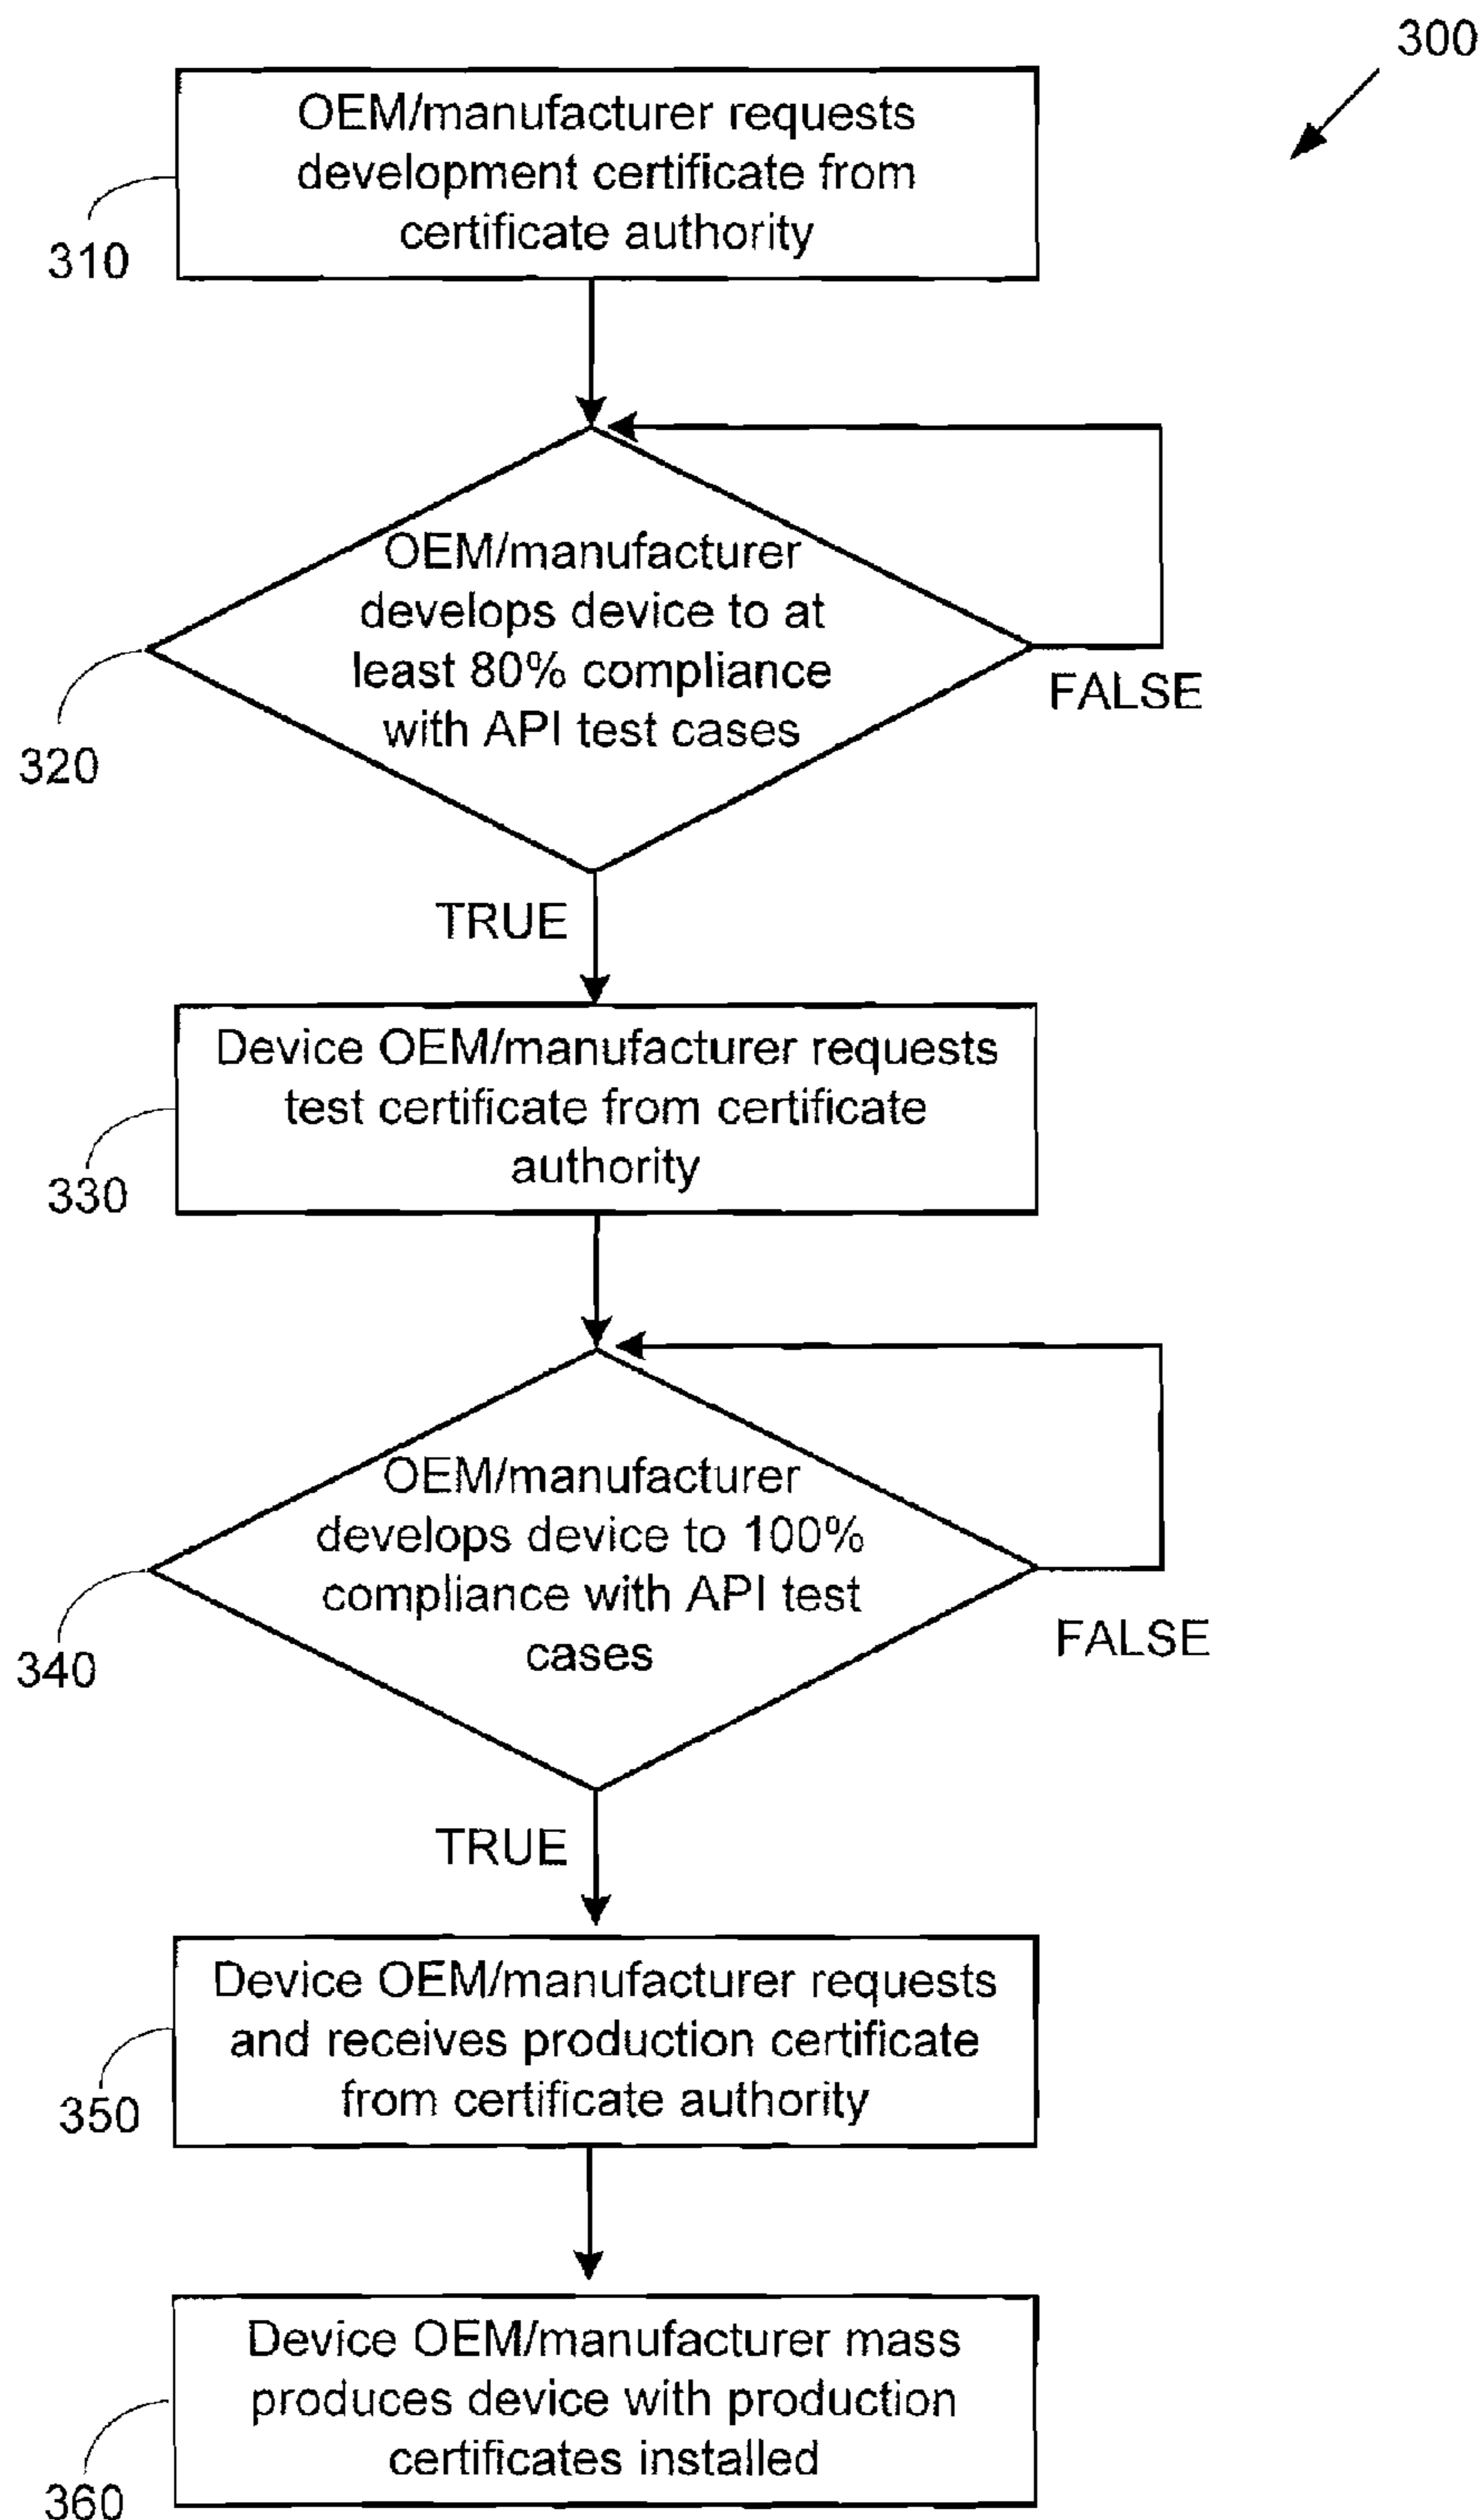 300
OEM/manufacturer requests
development certificate from
certificate authority
310
OEM/manufacturer
develops device to at
least 80% compliance
with API test cases
FALSE
320
TRUE
Device OEM/manufacturer requests
test certificate from certificate
authority
330
OEM/manufacturer
develops device to 100%
compliance with API test
cases
FALSE
340
TRUE
Device OEM/manufacturer requests
and receives production certificate
from certificate authority
350
Device OEM/manufacturer mass
produces device with production
certificates installed
360